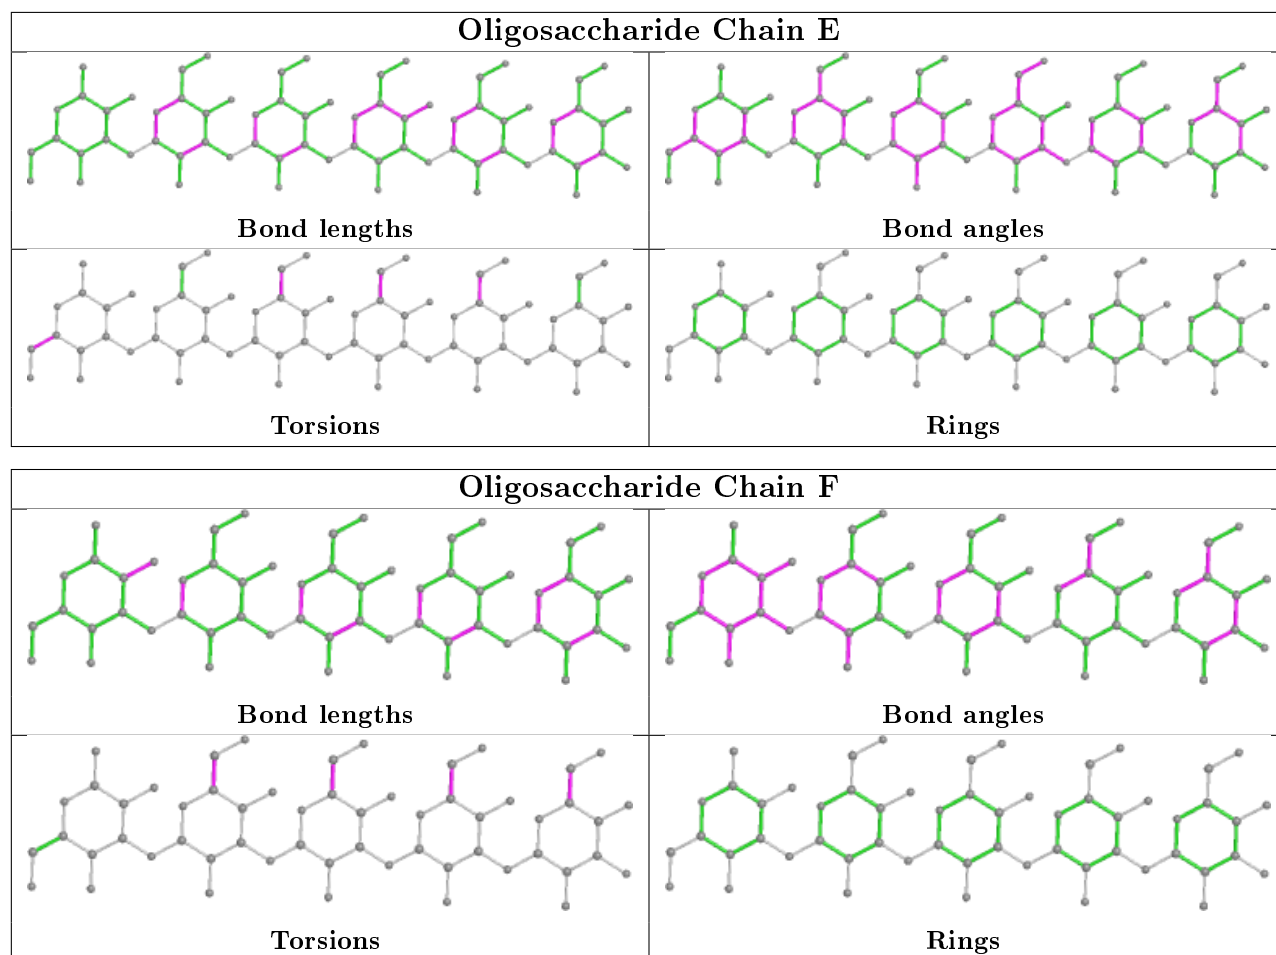 Oligosaccharide Chain E
Bond lengths
Bond angles
Torsions
Rings
Oligosaccharide Chain F
Bond lengths
Bond angles
Torsions
Rings